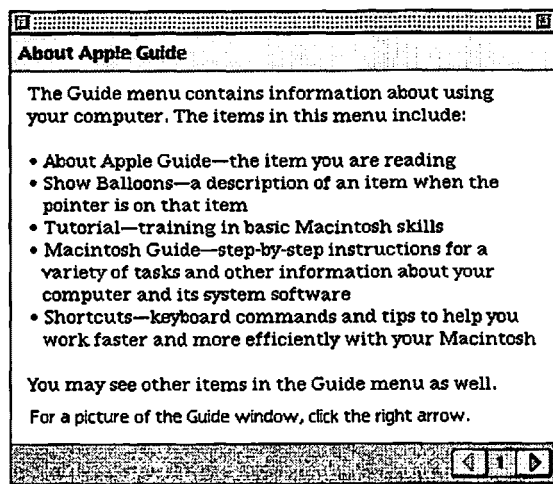 About Apple Guide
The Guide menu contains information about using
your computer. The items in this menu include:
• About Apple Guide—the item you are reading
• Show Balloons—a description of an item when the
pointer is on that item
• Tutorial—training in basic Macintosh skills
• Macintosh Guide—step-by-step instructions for a
variety of tasks and other information about your
computer and its system software
• Shortcuts—keyboard commands and tips to help you
work faster and more efficiently with your Macintosh
You may see other items in the Guide menu as well.
For a picture of the Guide window, click the right arrow.
1